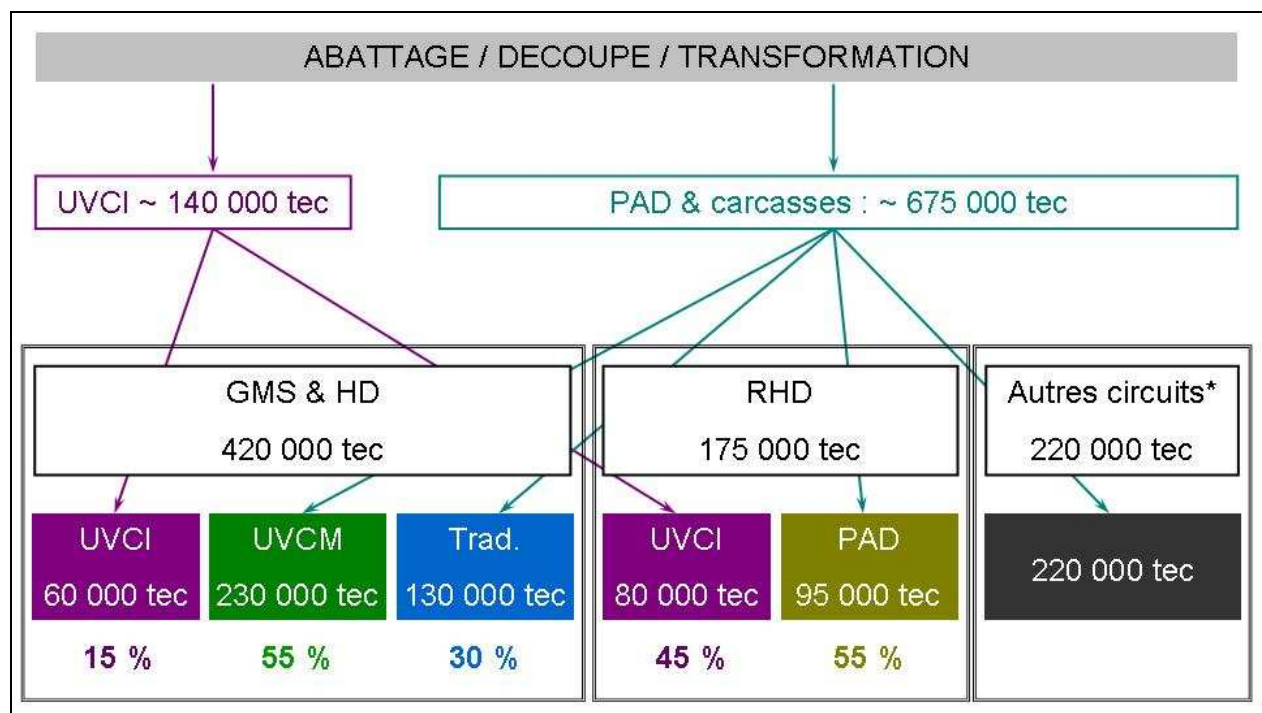 ABATTAGE / DECOUPE / TRANSFORMATION
UVCI ~ 140 000 tec
PAD & carcasses : ~ 675 000 tec
GMS & HD
420 000 tec
RHD
175 000 tec
Autres circuits*
220 000 tec
UVCI
60 000 tec
UVCM
230 000 tec
Trad.
130 000 tec
UVCI
80 000 tec
PAD
95 000 tec
220 000 tec
15 %
55 %
30 %
45 %
55 %